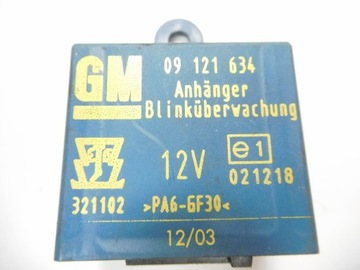 GM 09 121 634
Anhänger
Blinküberwachung
12V e1
021218
321102 >PA6-GF30<
12/03